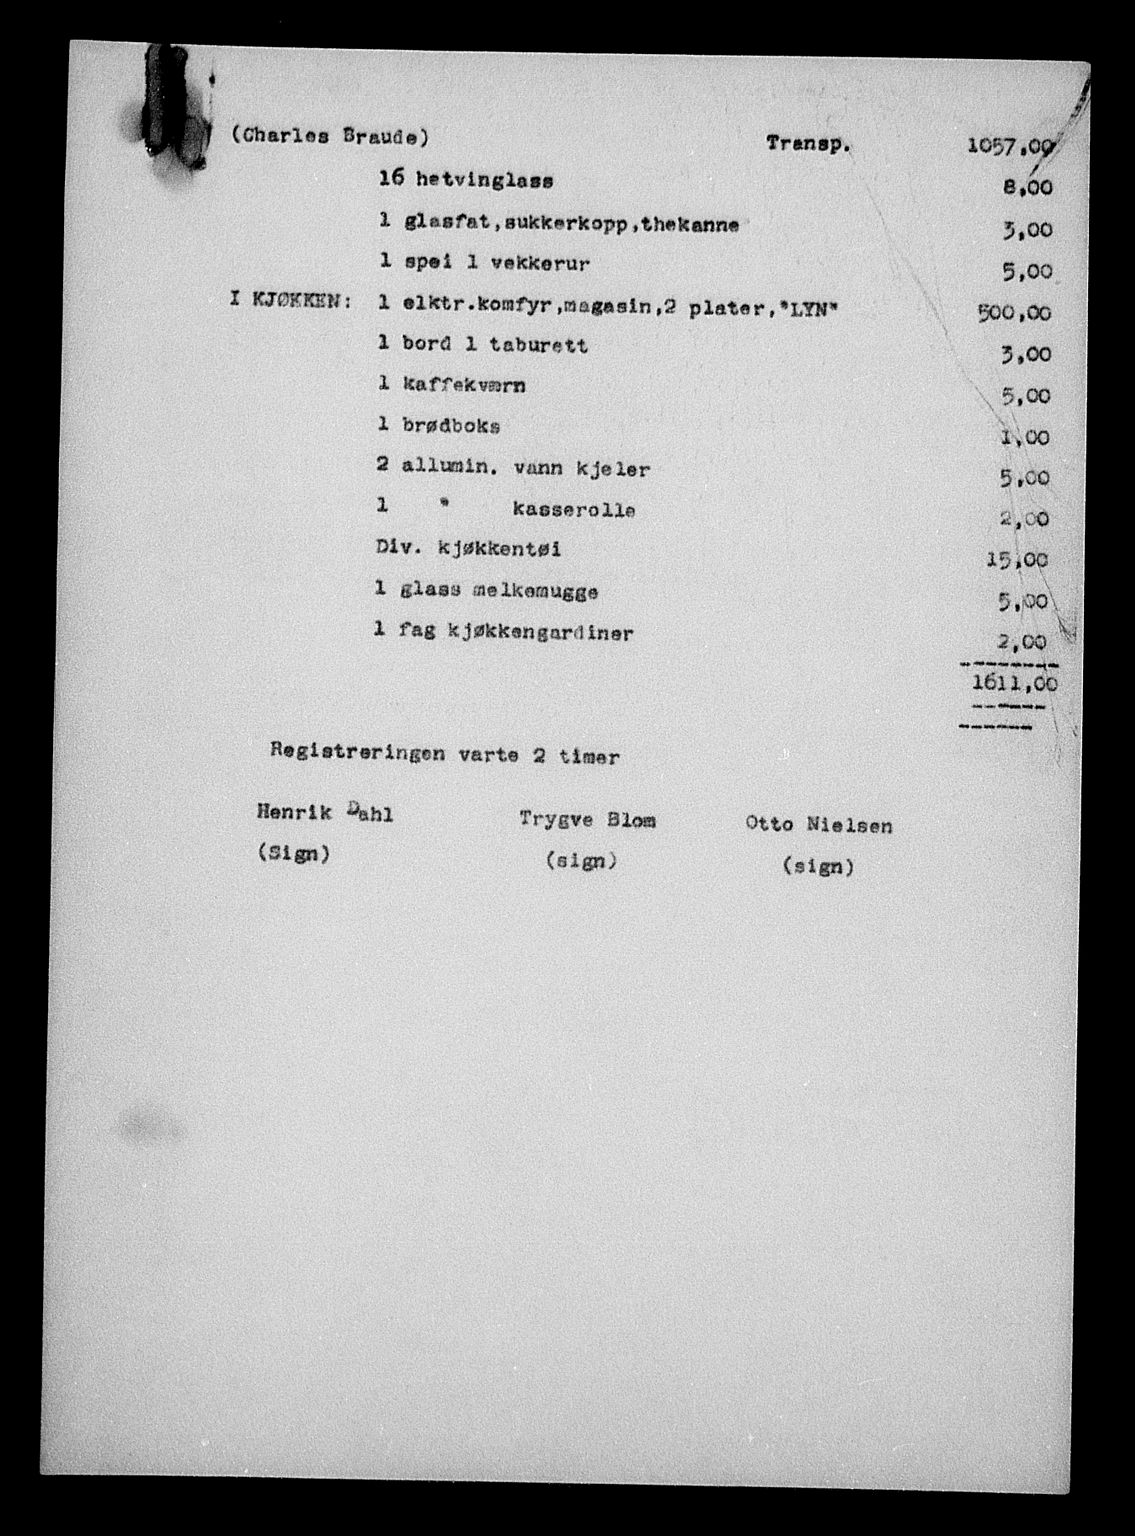 (Charles Braude) Transp. 1057,00
16 hetvinglass 8,00
1 glasfat,sukkerkopp,thekanne 3,00
1 spei 1 vekkerur 5,00
I KJØKKEN: 1 elktr.komfyr,magasin,2 plater,"LYN" 500,00
1 bord 1 taburett 3,00
1 kaffekværn 5,00
1 brødboks 1,00
2 allumin. vann kjeler 5,00
1 " kasserolle 2,00
Div. kjøkkentøi 15,00
1 glass melkemugge 5,00
1 fag kjøkkengardiner 2,00
1611,00
Registreringen varte 2 timer
Henrik Dahl Trygve Blom Otto Nielsen
(Sign) (sign) (sign)